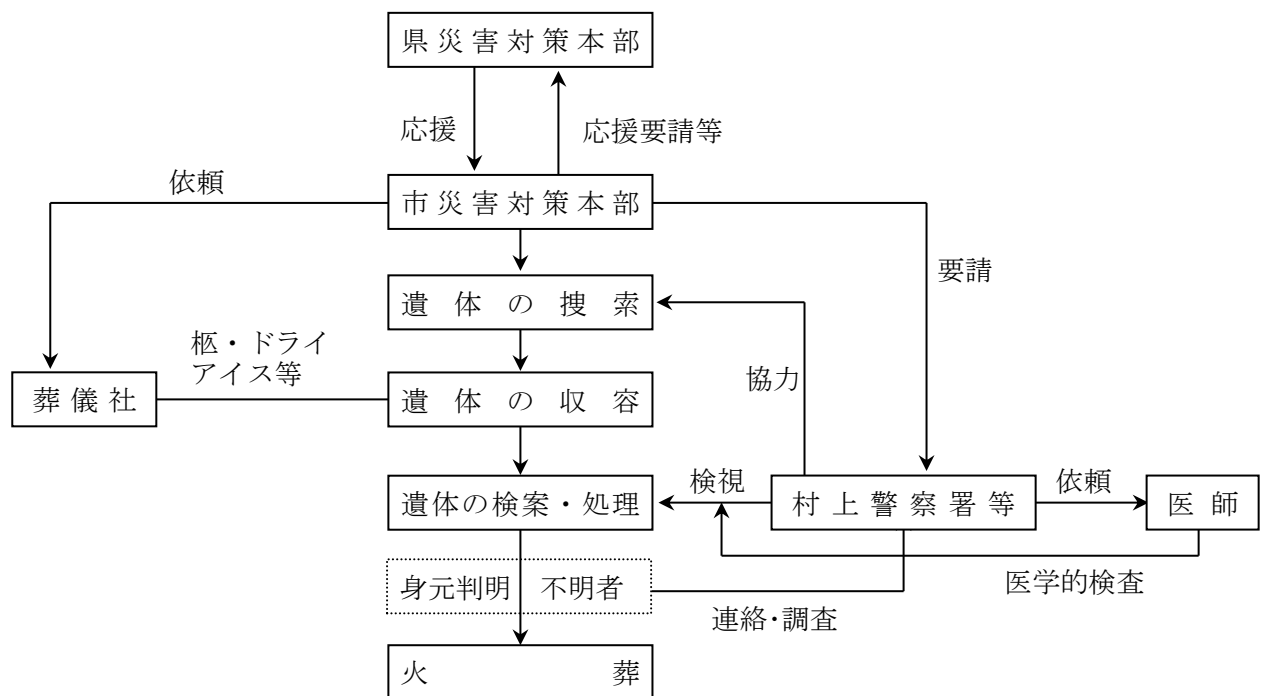 県災害対策本部
応援
応援要請等
依頼
市災害対策本部
要請
遺体の捜索
柩・ドライ
アイス等
協力
葬儀社
遺体の収容
検視
依頼
遺体の検案・処理
村上警察署等
医師
身元判明
不明者
医学的検査
連絡・調査
火葬